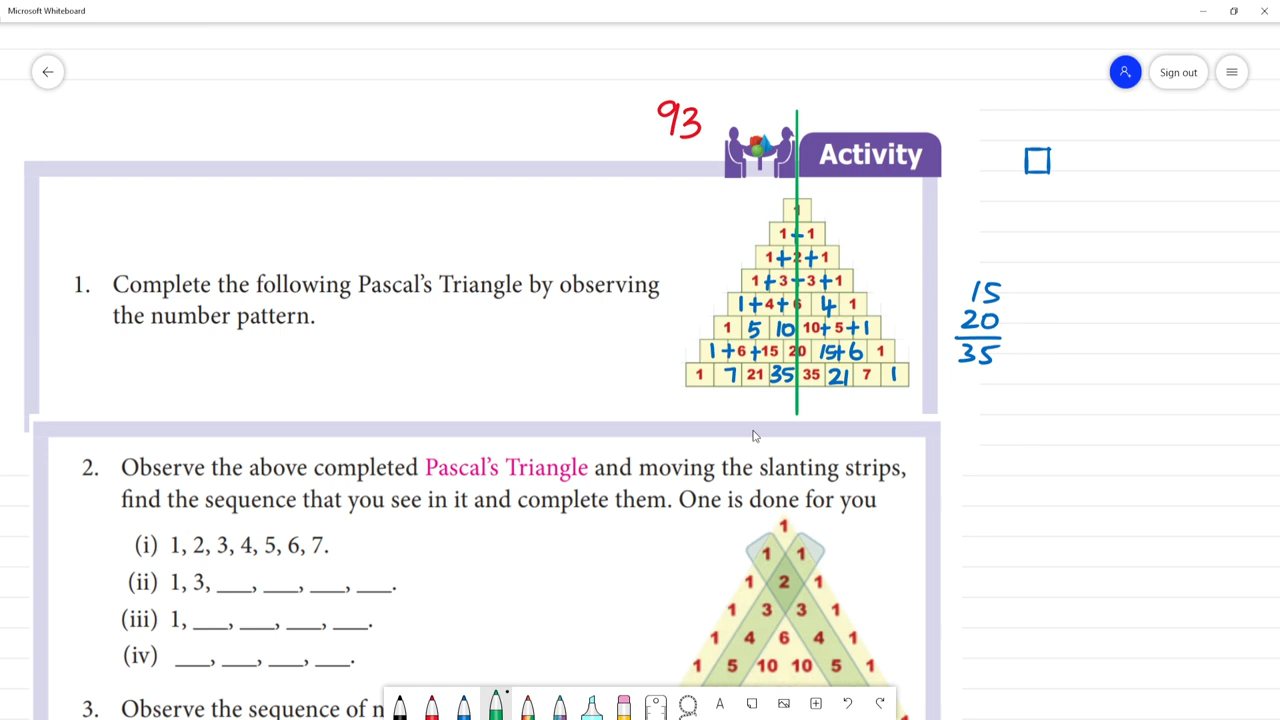 Microsoft Whiteboard
Sign out
93
Activity
1
1 + 1
1 + 2 + 1
1. Complete the following Pascal's Triangle by observing
the number pattern.
1 + 3 + 3 + 1
1 + 4 + 6 4 1
1 5 10 10 + 5 + 1
1 + 6 + 15 20 15 + 6 1
1 7 21 35 35 21 7 1
15
20
35
2. Observe the above completed Pascal's Triangle and moving the slanting strips,
find the sequence that you see in it and complete them. One is done for you
(i) 1, 2, 3, 4, 5, 6, 7.
(ii) 1, 3, ___, ___, ___, ___.
(iii) 1, ___, ___, ___, ___.
(iv) ___, ___, ___, ___.
1
1 1
1 2 1
1 3 3 1
1 4 6 4 1
1 5 10 10 5 1
3. Observe the sequence of n